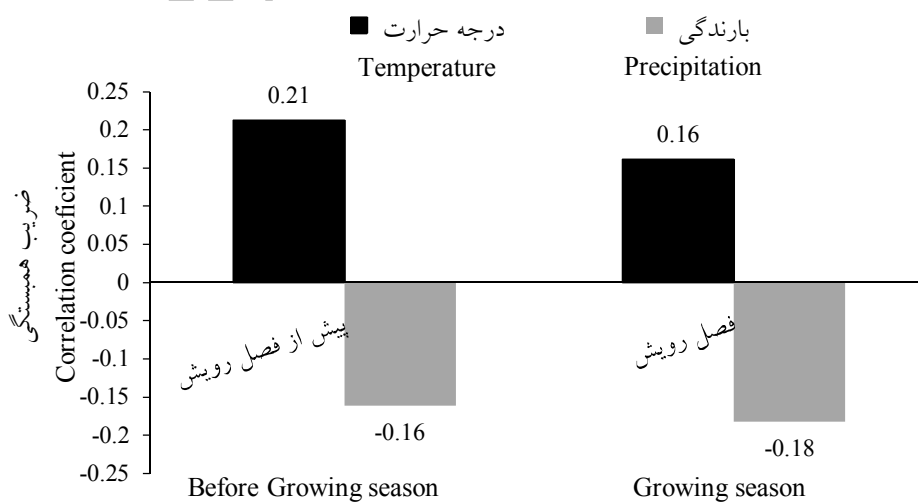 درجه حرارت
Temperature
بارندگی
Precipitation
ضریب همبستگی
Correlation coeficient
0.25
0.2
0.15
0.1
0.05
0
-0.05
-0.1
-0.15
-0.2
-0.25
0.21
-0.16
0.16
-0.18
پیش از فصل رویش
فصل رویش
Before Growing season
Growing season